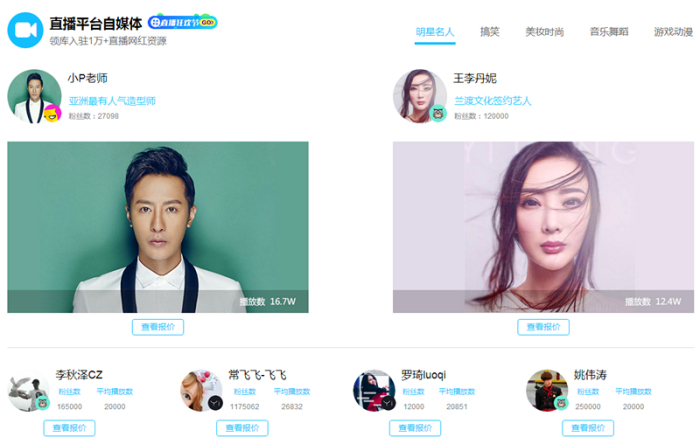 直播平台自媒体 直播狂欢节GO>
领库入驻1万+直播网红资源
明星名人 搞笑 美妆时尚 音乐舞蹈 游戏动漫
小P老师
亚洲最有人气造型师
粉丝数：27098
王李丹妮
兰渡文化签约艺人
粉丝数：120000
播放数 16.7W
播放数 12.4W
查看报价
查看报价
李秋泽CZ
粉丝数 平均播放数
165000 20000
查看报价
常飞飞-飞飞
粉丝数 平均播放数
1175062 26832
查看报价
罗琦luoqi
粉丝数 平均播放数
12000 20851
查看报价
姚伟涛
粉丝数 平均播放数
250000 20000
查看报价